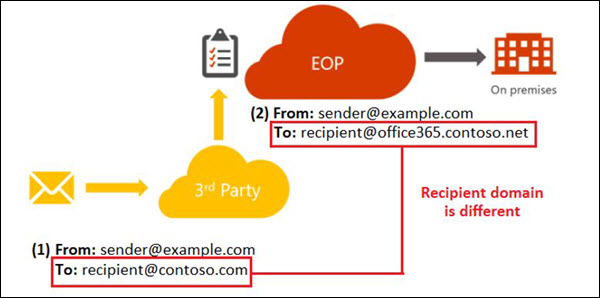 EOP
On premises
(2) From: sender@example.com
To: recipient@office365.contoso.net
3rd Party
Recipient domain
is different
(1) From: sender@example.com
To: recipient@contoso.com